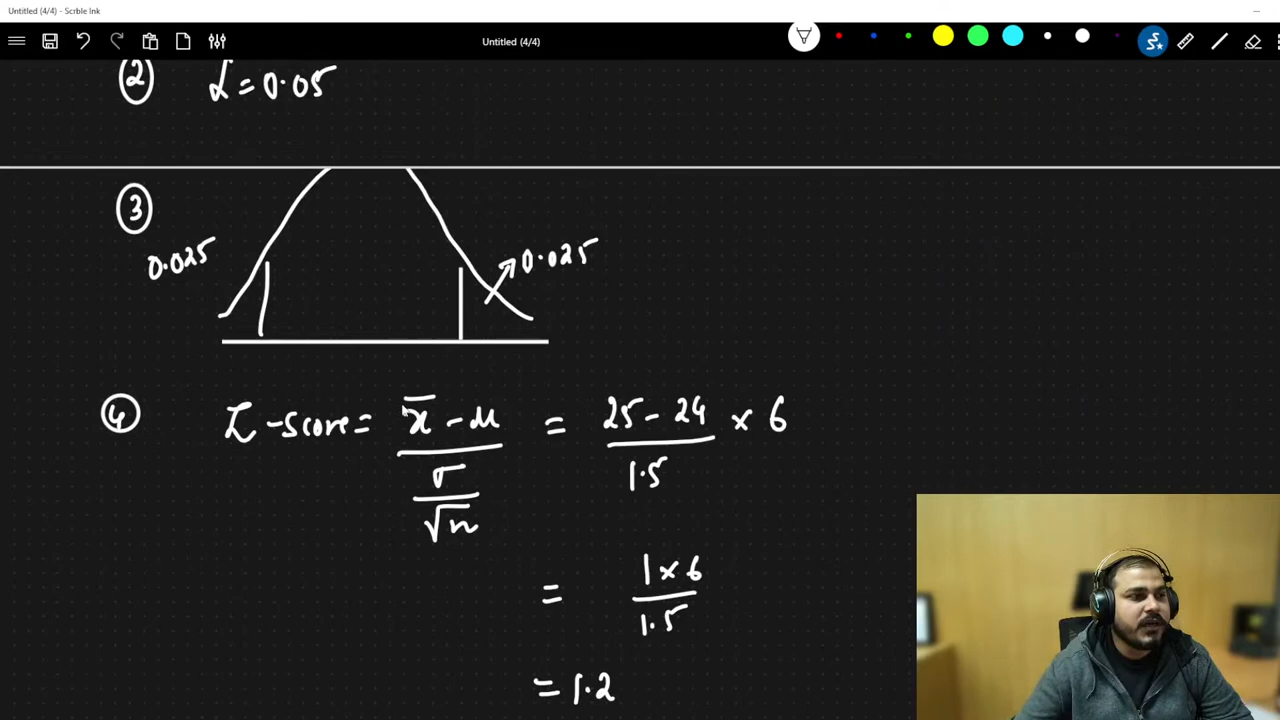 Untitled (4/4) - Scrble Ink
Untitled (4/4)
② α = 0.05
③
0.025
0.025
④ Z-score = x̄ - μ / σ / √n = 25 - 24 / 1.5 × 6
= 1 × 6 / 1.5
= 1.2